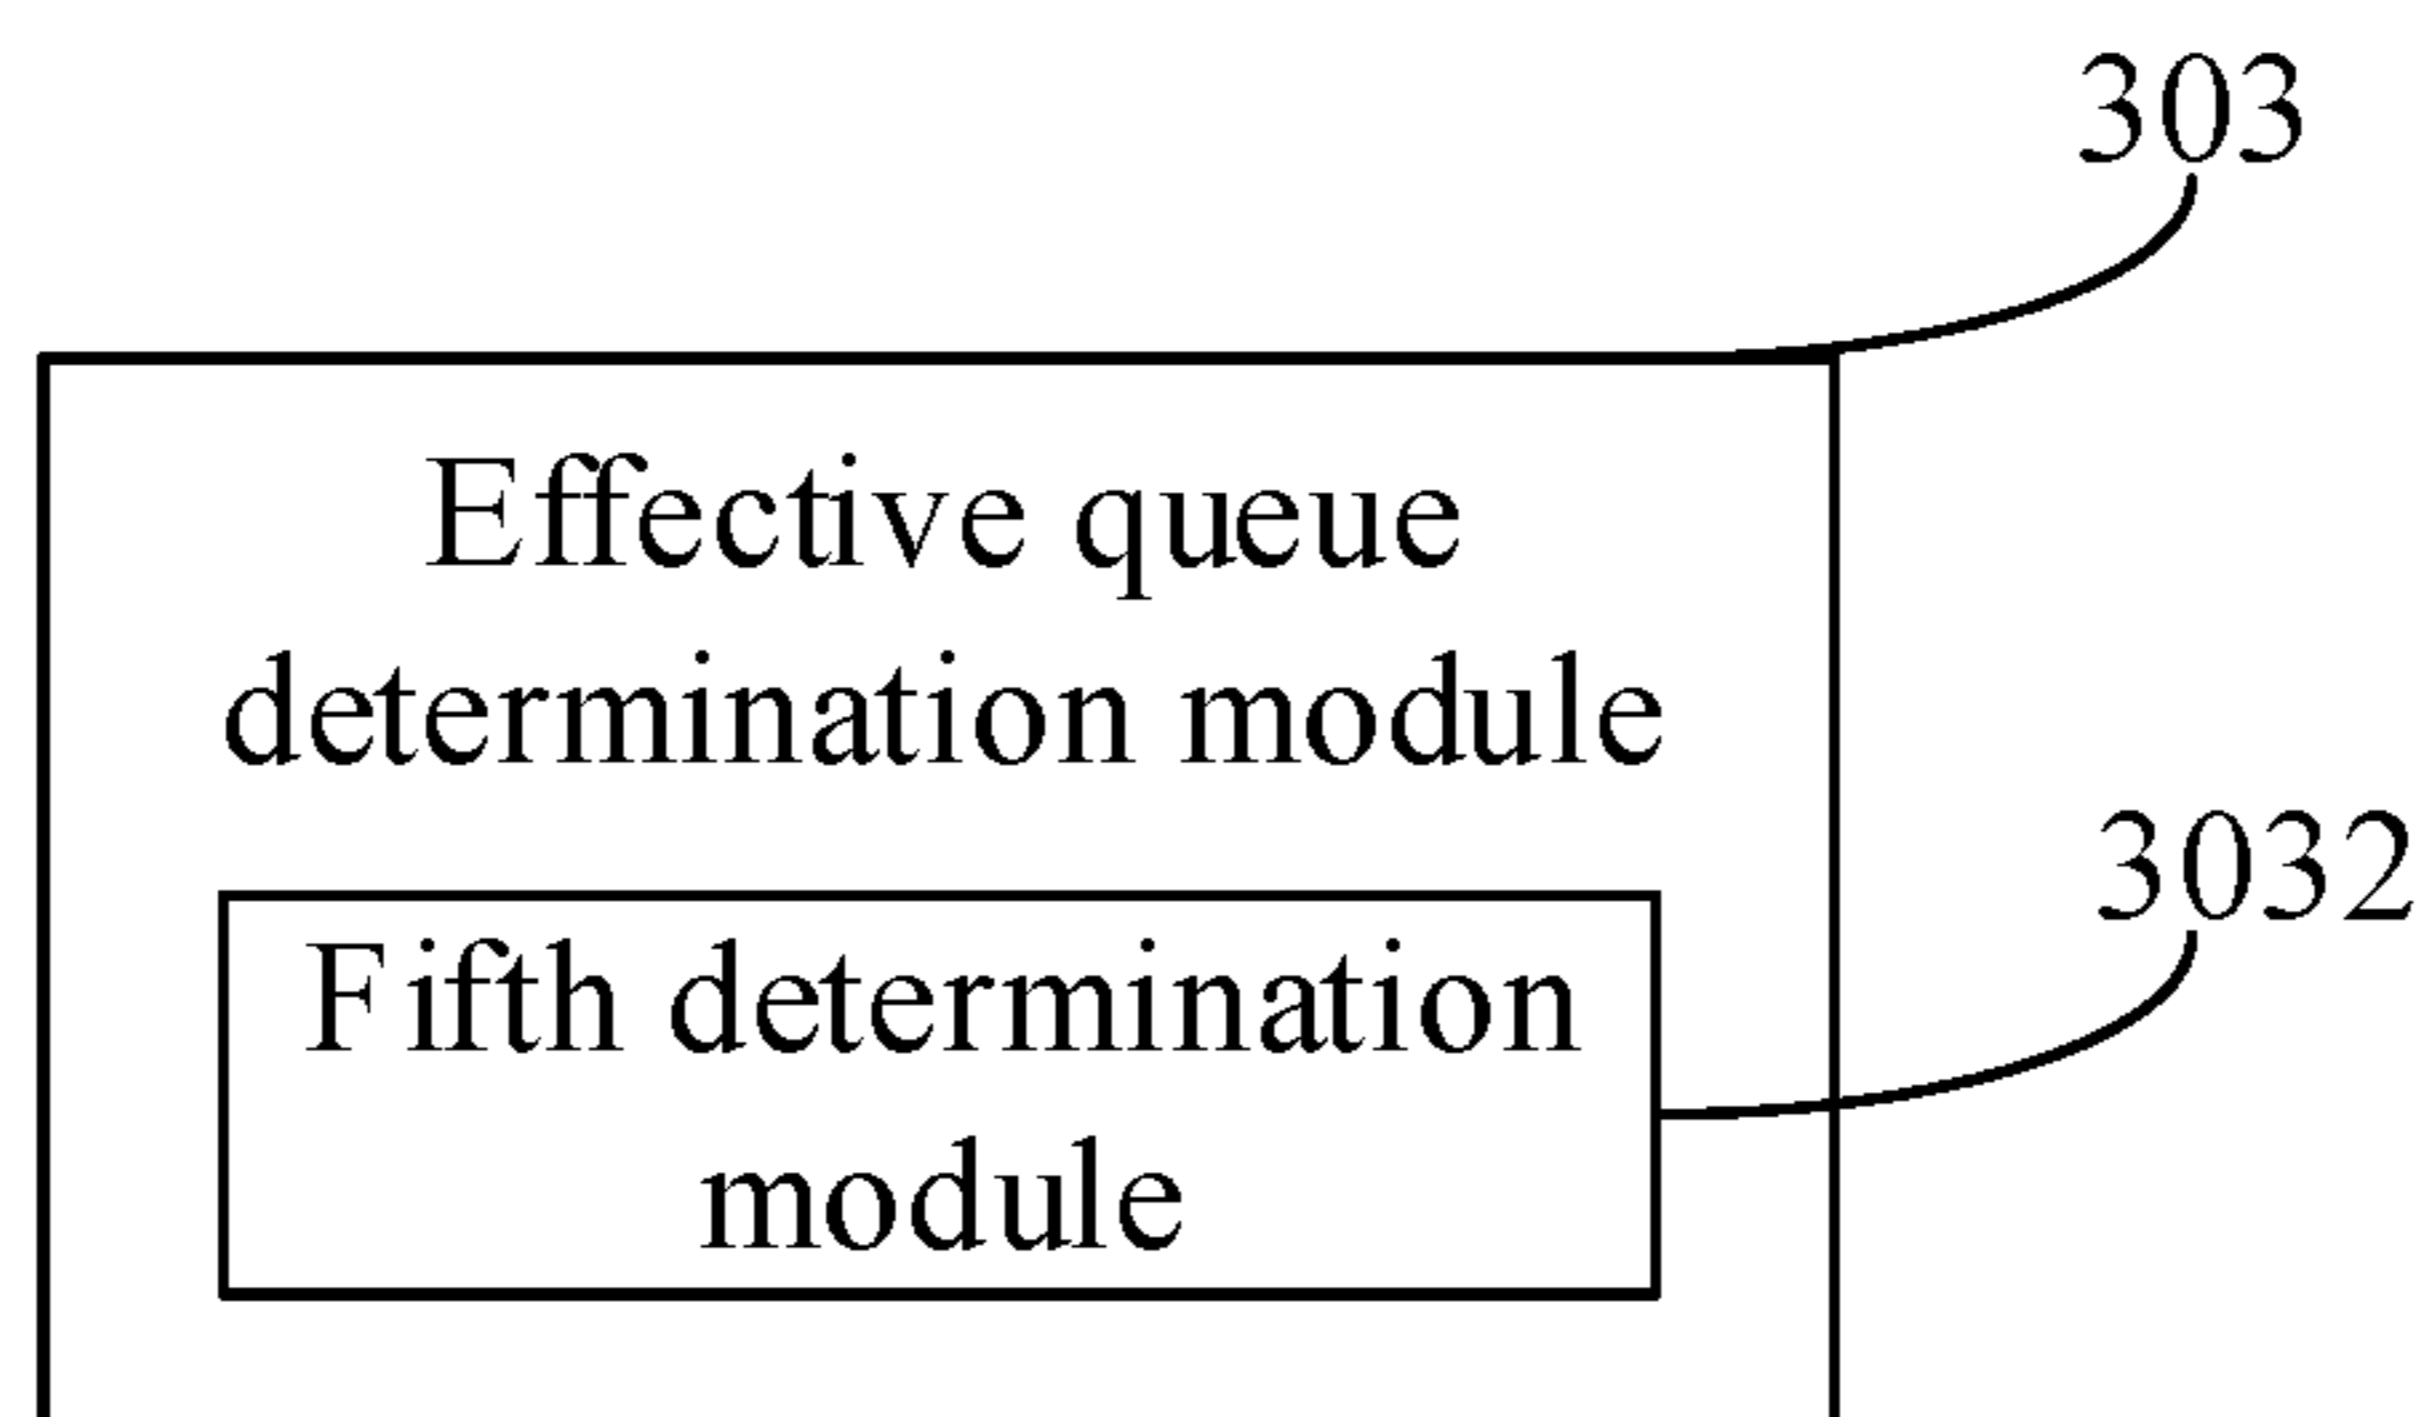 303
Effective queue
determination module
3032
Fifth determination
module